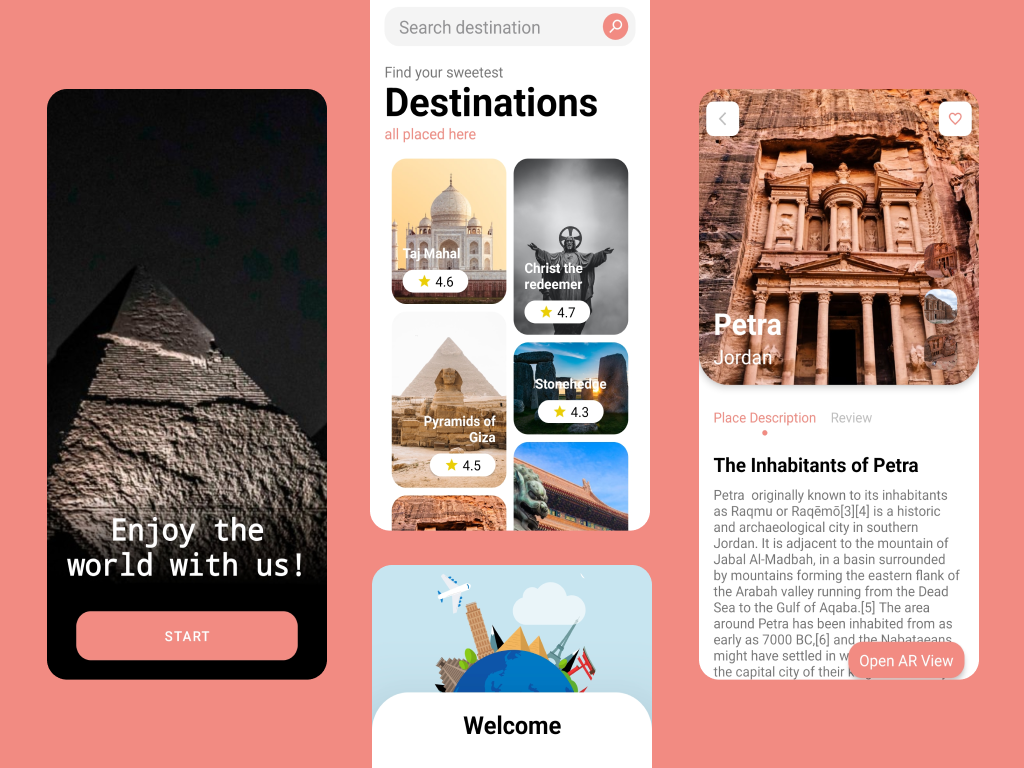 Enjoy the
world with us!
START
Search destination
Find your sweetest
Destinations
all placed here
Taj Mahal
4.6
Christ the
redeemer
4.7
Pyramids of
Giza
4.5
Stonehedge
4.3
Welcome
Petra
Jordan
Place Description Review
The Inhabitants of Petra
Petra originally known to its inhabitants
as Raqmu or Raqēmō[3][4] is a historic
and archaeological city in southern
Jordan. It is adjacent to the mountain of
Jabal Al-Madbah, in a basin surrounded
by mountains forming the eastern flank of
the Arabah valley running from the Dead
Sea to the Gulf of Aqaba.[5] The area
around Petra has been inhabited from as
early as 7000 BC,[6] and the Nabataeans
might have settled in
the capital city of their
Open AR View